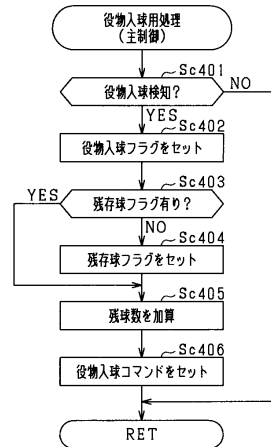 役物入球用処理
(主制御)
Sc401
役物入球検知?
NO
YES
Sc402
役物入球フラグをセット
Sc403
YES
残存球フラグ有り?
NO
Sc404
残存球フラグをセット
Sc405
残球数を加算
Sc406
役物入球コマンドをセット
RET